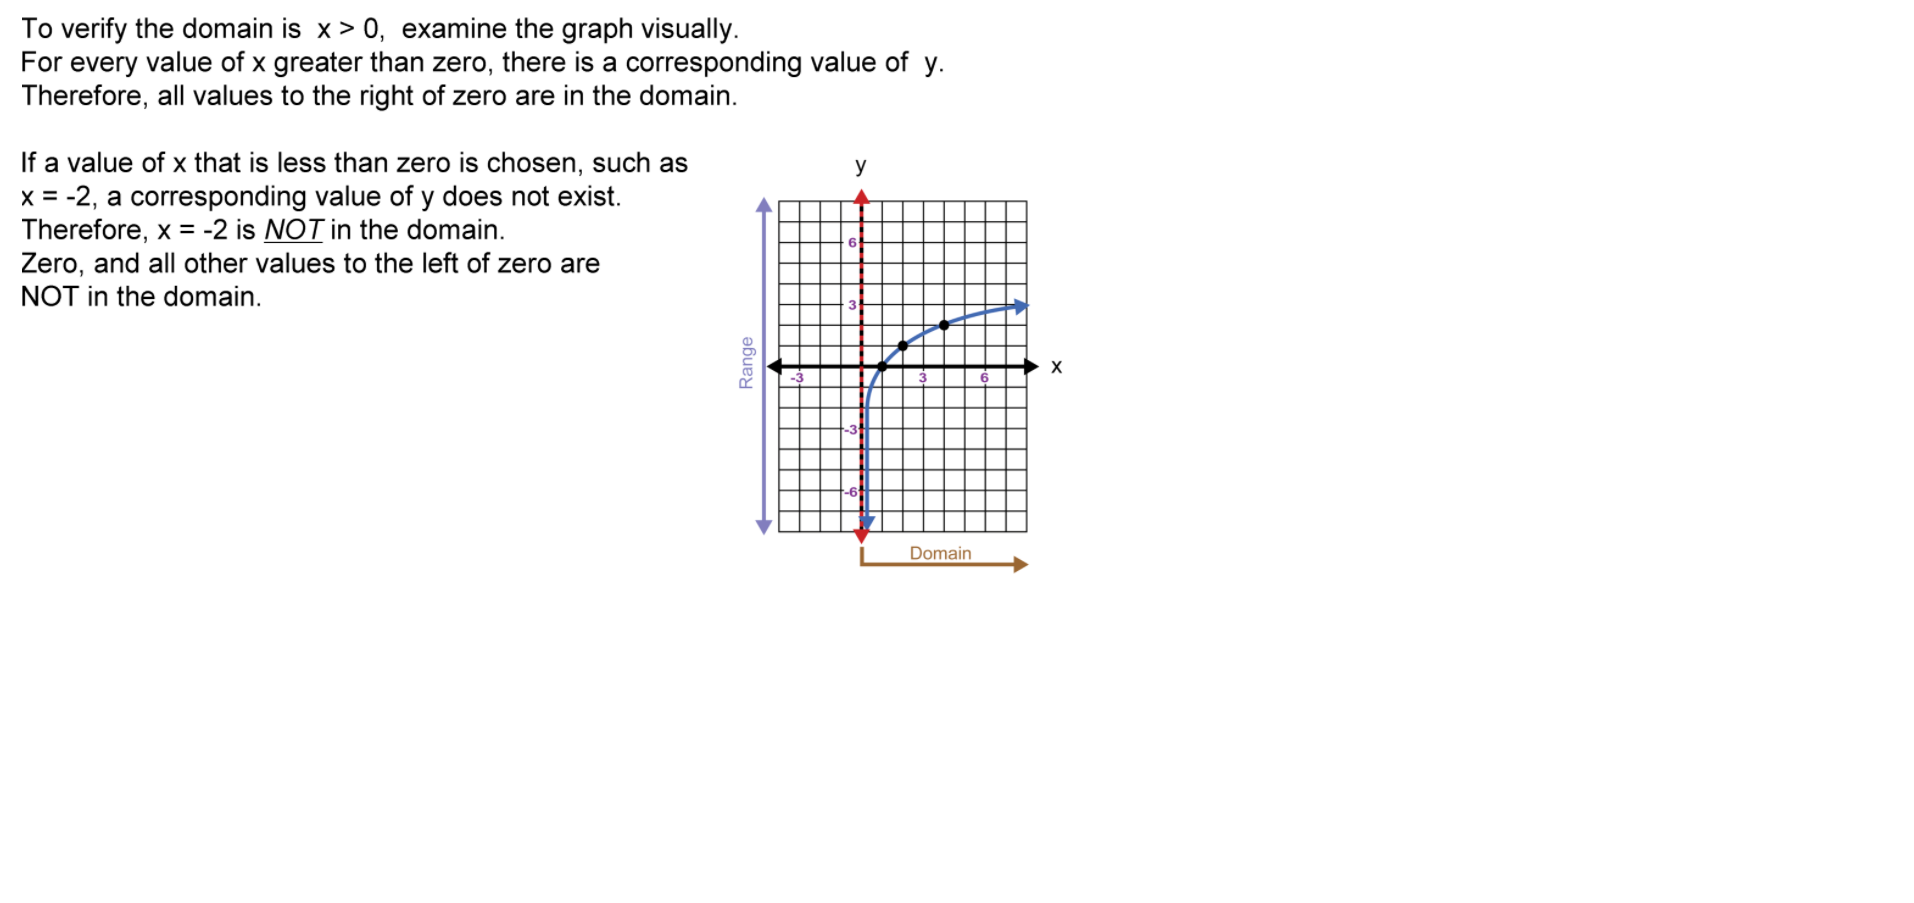 To verify the domain is x > 0, examine the graph visually.
For every value of x greater than zero, there is a corresponding value of y.
Therefore, all values to the right of zero are in the domain.
If a value of x that is less than zero is chosen, such as
x = -2, a corresponding value of y does not exist.
Therefore, x = -2 is NOT in the domain.
Zero, and all other values to the left of zero are
NOT in the domain.
y
6
3
Range
-3
3
6
x
-3
-6
Domain